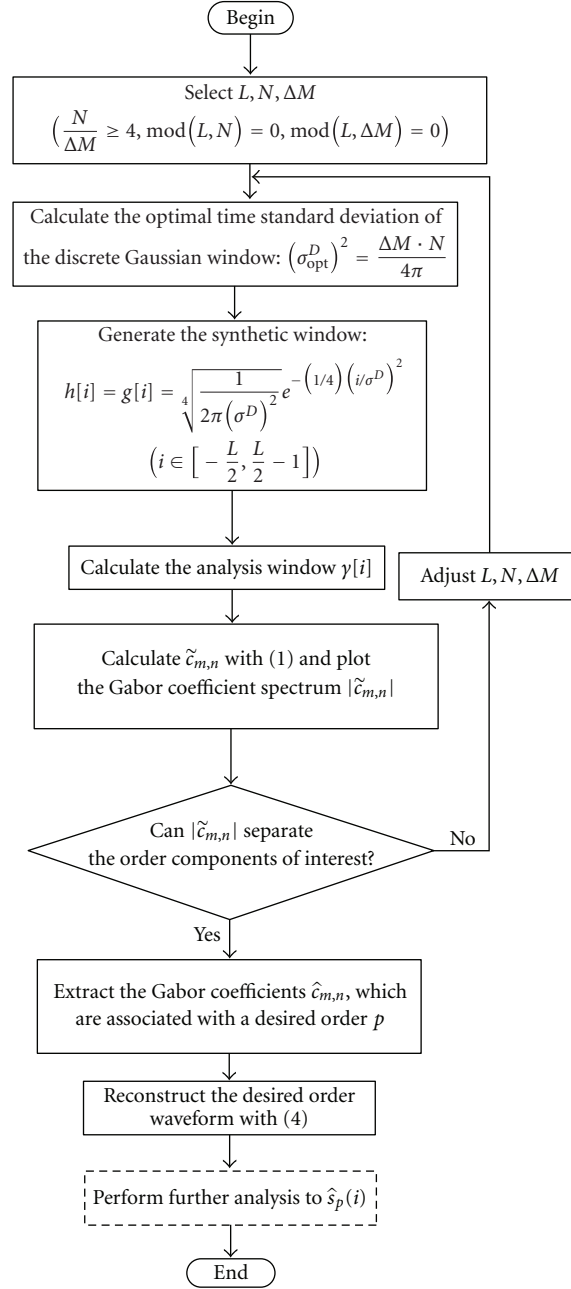 Begin
Select L, N, ΔM
(N/ΔM ≥ 4, mod(L, N) = 0, mod(L, ΔM) = 0)
Calculate the optimal time standard deviation of
the discrete Gaussian window: (σ_opt^D)^2 = ΔM · N/4π
Generate the synthetic window:
h[i] = g[i] = ∜(1/2π(σ^D)^2) e^{-(1/4)(i/σ^D)^2}
(i ∈ [- L/2, L/2 - 1])
Calculate the analysis window γ[i]
Adjust L, N, ΔM
Calculate c̃_{m,n} with (1) and plot
the Gabor coefficient spectrum |c̃_{m,n}|
Can |c̃_{m,n}| separate
the order components of interest?
No
Yes
Extract the Gabor coefficients ĉ_{m,n}, which
are associated with a desired order p
Reconstruct the desired order
waveform with (4)
Perform further analysis to ŝ_p(i)
End